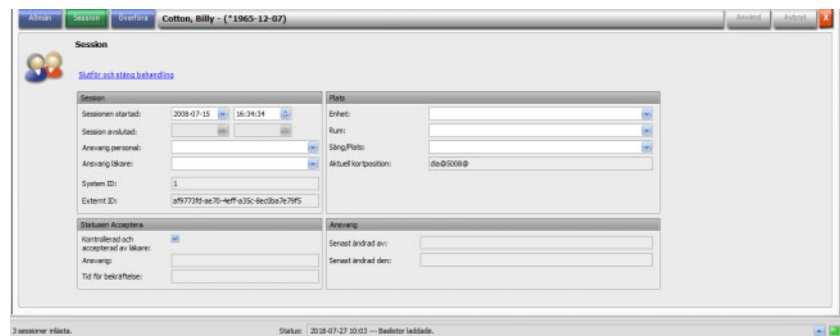 Allmän Session Överföra Cotton, Billy - (*1965-12-07) Använd Avbryt X
Session
Slutför och stäng behandling
Session
Sessionen startad: 2008-07-15 16:34:34
Session avslutad:
Ansvarig personal:
Ansvarig läkare:
System ID: 1
Externt ID: af9773fd-ae70-4eff-a35c-8ec0ba7e79f5
Plats
Enhet:
Rum:
Säng/Plats:
Aktuell kortposition: dia@5008@
Statusen Acceptera
Kontrollerad och
accepterad av läkare:
Ansvarig:
Tid för bekräftelse:
Ansvarig
Senast ändrad av:
Senast ändrad den:
3 sessioner inlästa. Status: 2018-07-27 10:03 --- Baslistor laddade.